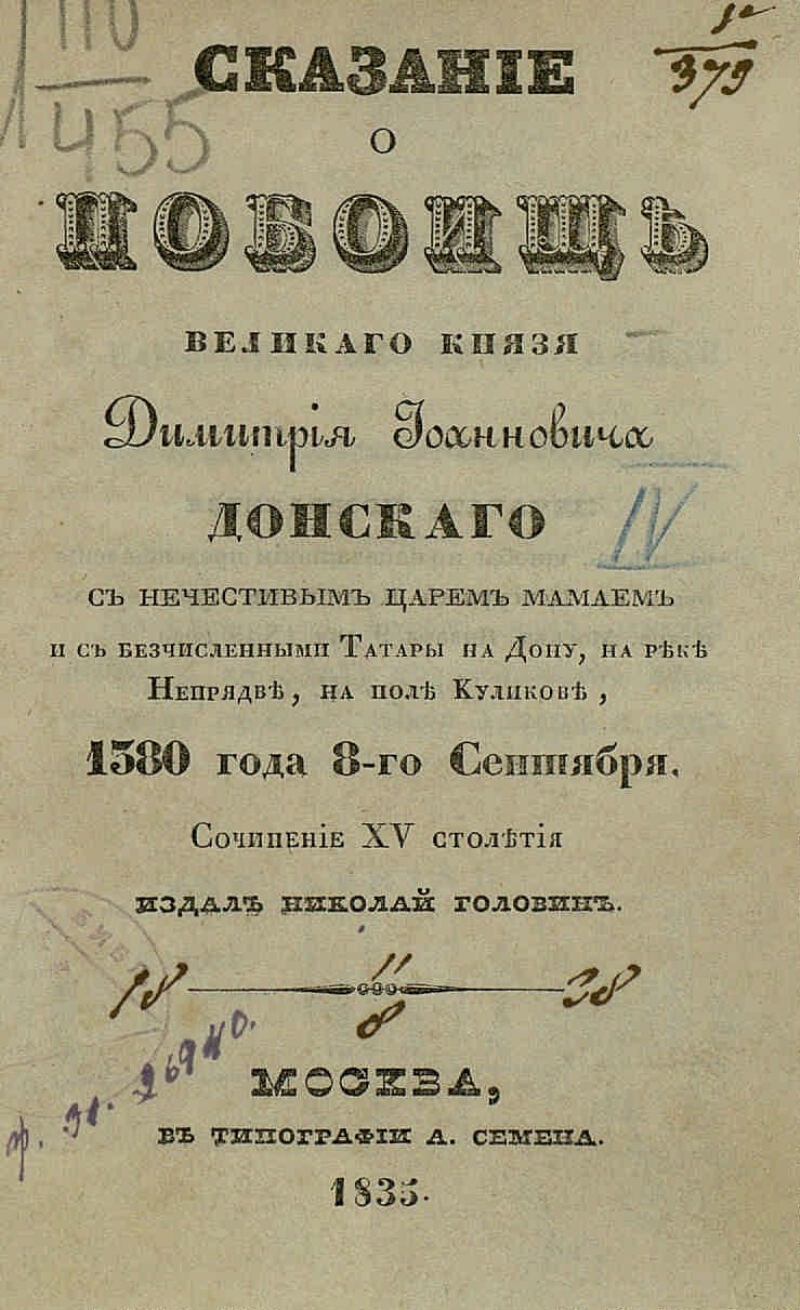 СКАЗАНІЕ
О
ПОБОИЩѢ
ВЕЛИКАГО КНЯЗЯ
Димитрія Іоанновича
ДОНСКАГО
IV
СЪ НЕЧЕСТИВЫМЪ ЦАРЕМЪ МАМАЕМЪ
И СЪ БЕЗЧИСЛЕННЫМИ ТАТАРЫ НА ДОНУ, НА РѢКѢ
НЕПРЯДВѢ, НА ПОЛѢ КУЛИКОВѢ,
1380 года 8-го Сентября.
СОЧИНЕНІЕ XV СТОЛѢТІЯ
ИЗДАЛЪ НИКОЛАЙ ГОЛОВИНЪ.
МОСКВА,
ВЪ ТИПОГРАФІИ А. СЕМЕНА.
1835.